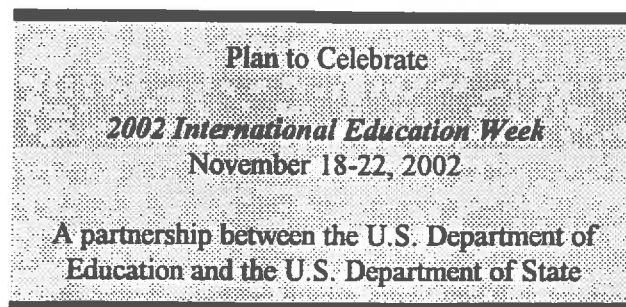 Plan to Celebrate
2002 International Education Week
November 18-22, 2002
A partnership between the U.S. Department of
Education and the U.S. Department of State